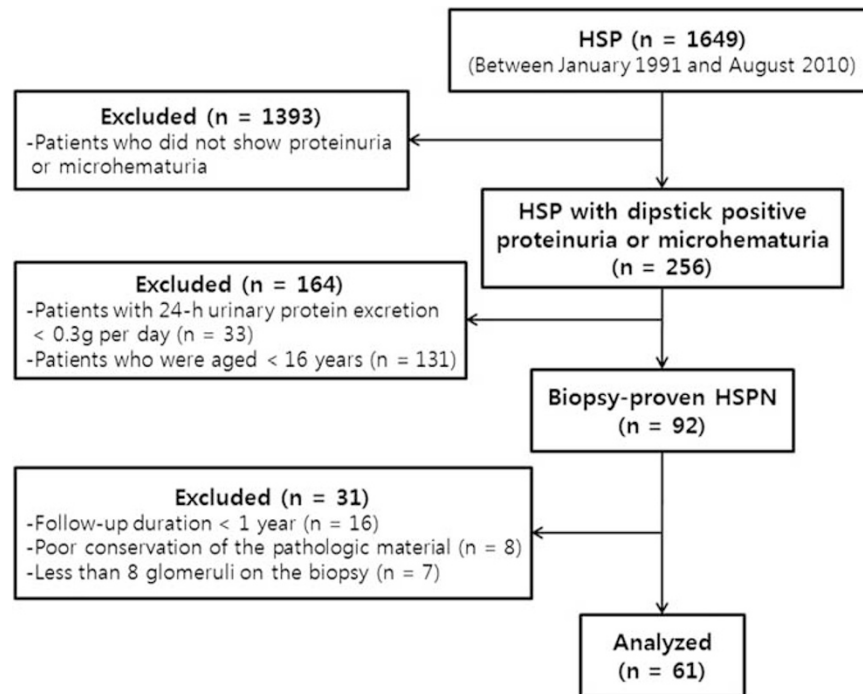 HSP (n = 1649)
(Between January 1991 and August 2010)
Excluded (n = 1393)
-Patients who did not show proteinuria
or microhematuria
HSP with dipstick positive
proteinuria or microhematuria
(n = 256)
Excluded (n = 164)
-Patients with 24-h urinary protein excretion
< 0.3g per day (n = 33)
-Patients who were aged < 16 years (n = 131)
Biopsy-proven HSPN
(n = 92)
Excluded (n = 31)
-Follow-up duration < 1 year (n = 16)
-Poor conservation of the pathologic material (n = 8)
-Less than 8 glomeruli on the biopsy (n = 7)
Analyzed
(n = 61)